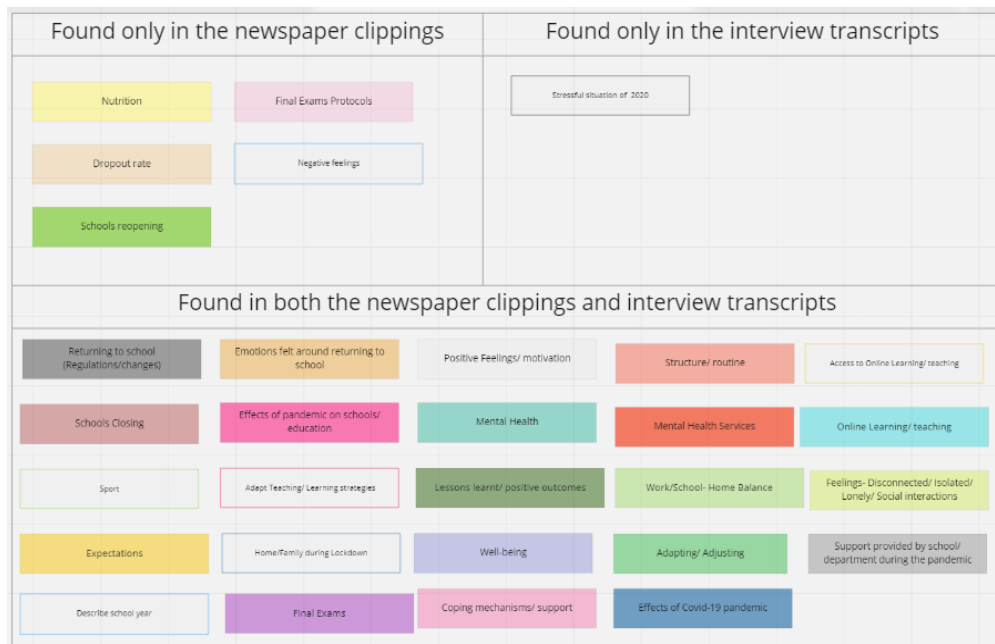 Found only in the newspaper clippings
Found only in the interview transcripts
Nutrition
Final Exams Protocols
Stressful situation of 2020
Dropout rate
Negative feelings
Schools reopening
Found in both the newspaper clippings and interview transcripts
Returning to school
(Regulations/changes)
Emotions felt around returning to
school
Positive Feelings/ motivation
Structure/ routine
Access to Online Learning/ teaching
Schools Closing
Effects of pandemic on schools/
education
Mental Health
Mental Health Services
Online Learning/ teaching
Sport
Adapt Teaching/ Learning strategies
Lessons learnt/ positive outcomes
Work/School- Home Balance
Feelings- Disconnected/ Isolated/
Lonely/ Social interactions
Expectations
Home/Family during Lockdown
Well-being
Adapting/ Adjusting
Support provided by school/
department during the pandemic
Describe school year
Final Exams
Coping mechanisms/ support
Effects of Covid-19 pandemic